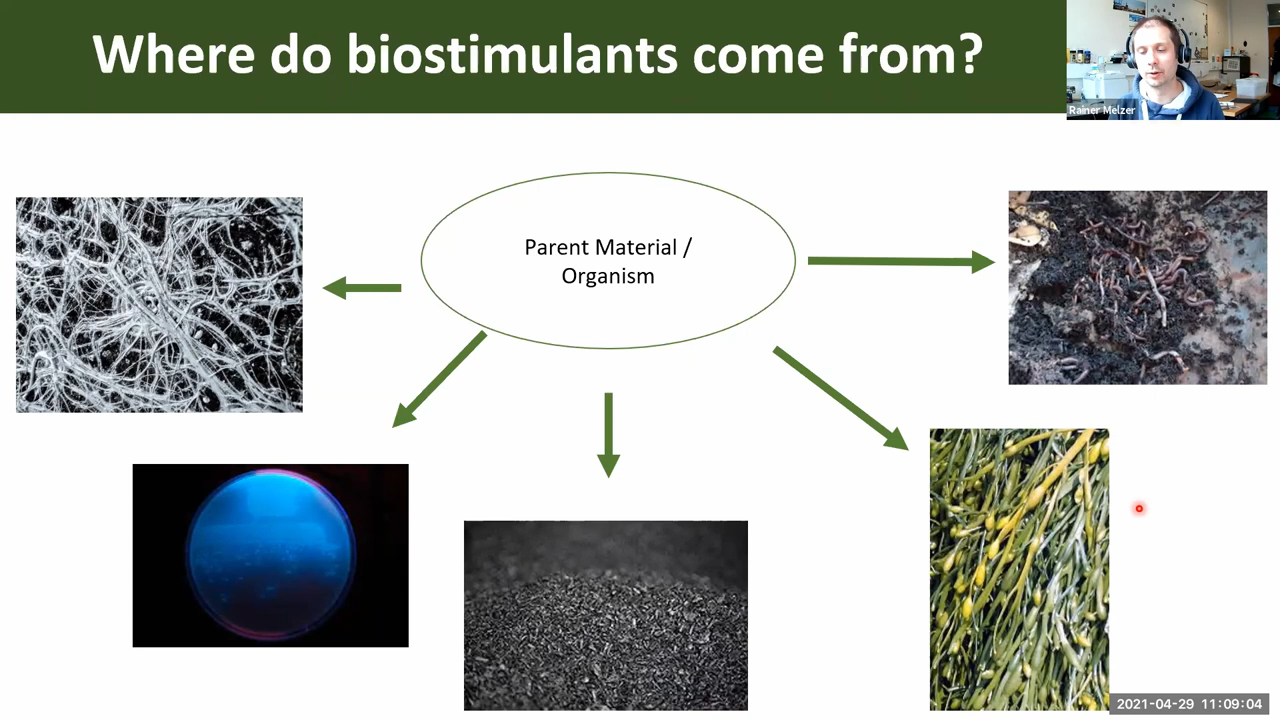 Where do biostimulants come from?
Rainer Melzer
Parent Material /
Organism
2021-04-29 11:09:04